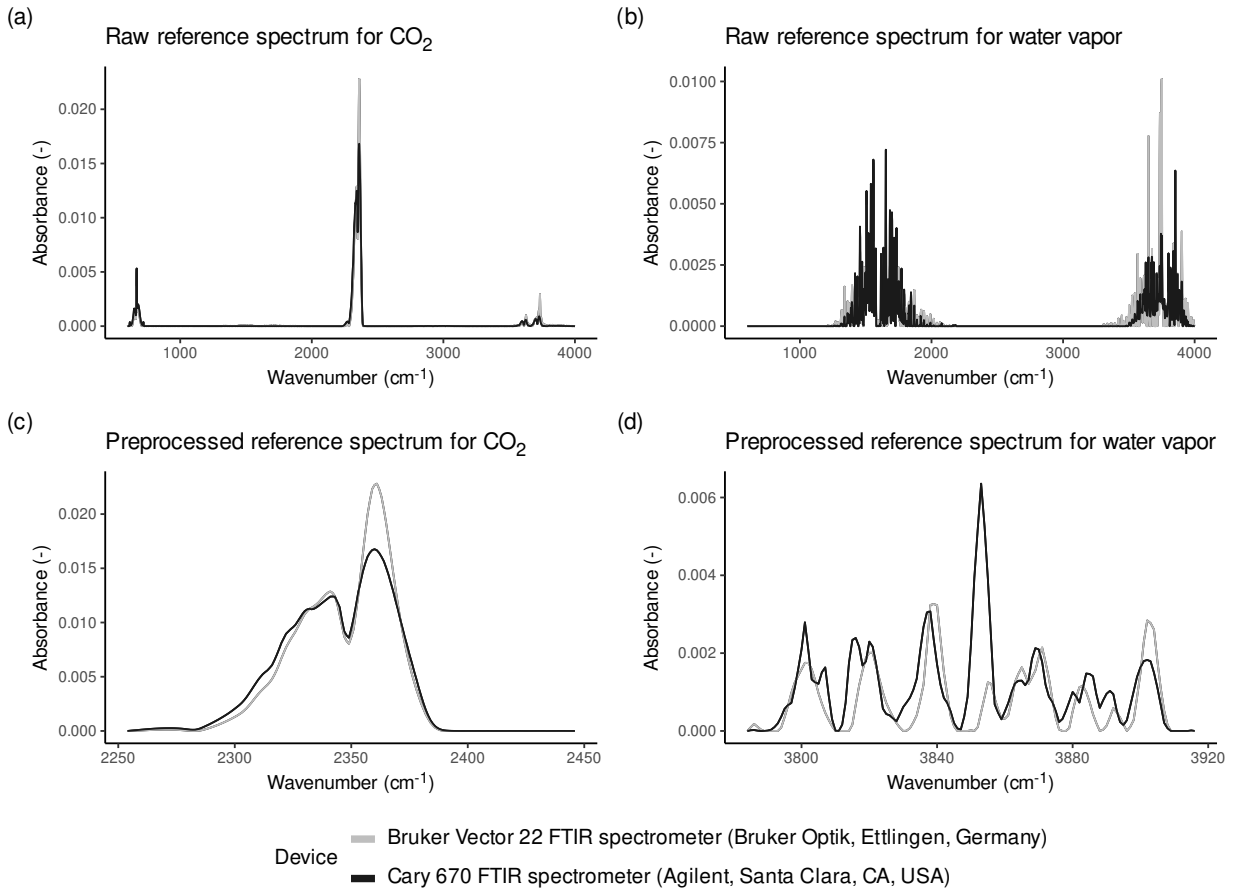 (a)
Raw reference spectrum for CO2
Absorbance (-)
0.020
0.015
0.010
0.005
0.000
1000 2000 3000 4000
Wavenumber (cm-1)
(b)
Raw reference spectrum for water vapor
Absorbance (-)
0.0100
0.0075
0.0050
0.0025
0.0000
1000 2000 3000 4000
Wavenumber (cm-1)
(c)
Preprocessed reference spectrum for CO2
Absorbance (-)
0.020
0.015
0.010
0.005
0.000
2250 2300 2350 2400 2450
Wavenumber (cm-1)
(d)
Preprocessed reference spectrum for water vapor
Absorbance (-)
0.006
0.004
0.002
0.000
3800 3840 3880 3920
Wavenumber (cm-1)
Device
Bruker Vector 22 FTIR spectrometer (Bruker Optik, Ettlingen, Germany)
Cary 670 FTIR spectrometer (Agilent, Santa Clara, CA, USA)